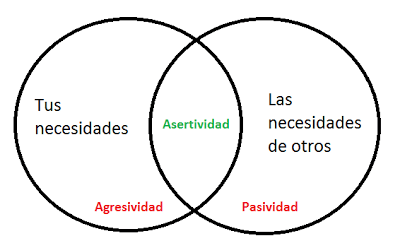 Tus
necesidades
Asertividad
Las
necesidades
de otros
Agresividad
Pasividad